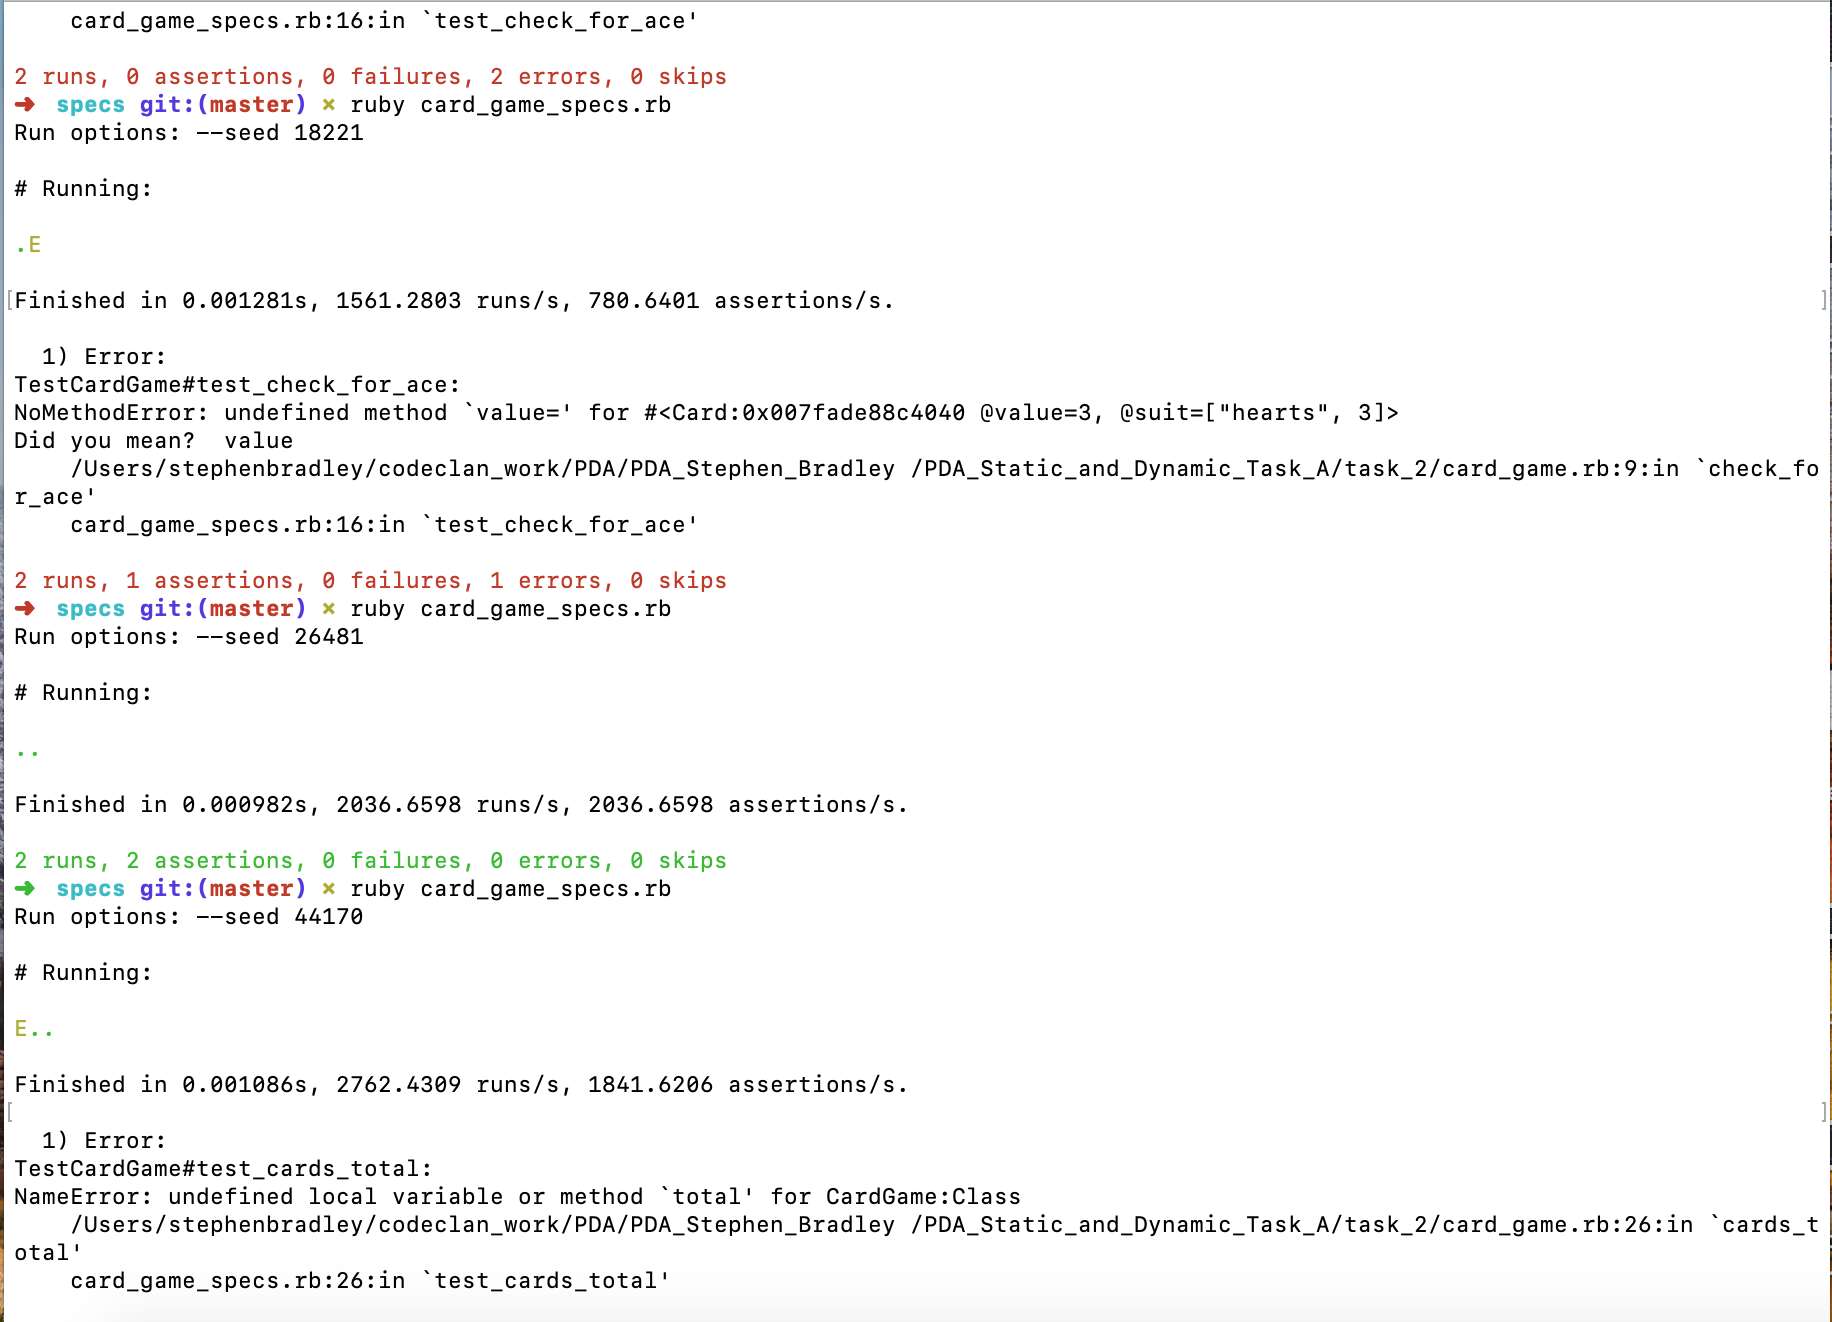 card_game_specs.rb:16:in `test_check_for_ace'

2 runs, 0 assertions, 0 failures, 2 errors, 0 skips
➜  specs git:(master) ✗ ruby card_game_specs.rb
Run options: --seed 18221

# Running:

.E

[Finished in 0.001281s, 1561.2803 runs/s, 780.6401 assertions/s. ]

  1) Error:
TestCardGame#test_check_for_ace:
NoMethodError: undefined method `value=' for #<Card:0x007fade88c4040 @value=3, @suit=["hearts", 3]>
Did you mean?  value
    /Users/stephenbradley/codeclan_work/PDA/PDA_Stephen_Bradley /PDA_Static_and_Dynamic_Task_A/task_2/card_game.rb:9:in `check_fo
r_ace'
    card_game_specs.rb:16:in `test_check_for_ace'

2 runs, 1 assertions, 0 failures, 1 errors, 0 skips
➜  specs git:(master) ✗ ruby card_game_specs.rb
Run options: --seed 26481

# Running:

..

Finished in 0.000982s, 2036.6598 runs/s, 2036.6598 assertions/s.

2 runs, 2 assertions, 0 failures, 0 errors, 0 skips
➜  specs git:(master) ✗ ruby card_game_specs.rb
Run options: --seed 44170

# Running:

E..

Finished in 0.001086s, 2762.4309 runs/s, 1841.6206 assertions/s.
[ ]
  1) Error:
TestCardGame#test_cards_total:
NameError: undefined local variable or method `total' for CardGame:Class
    /Users/stephenbradley/codeclan_work/PDA/PDA_Stephen_Bradley /PDA_Static_and_Dynamic_Task_A/task_2/card_game.rb:26:in `cards_t
otal'
    card_game_specs.rb:26:in `test_cards_total'